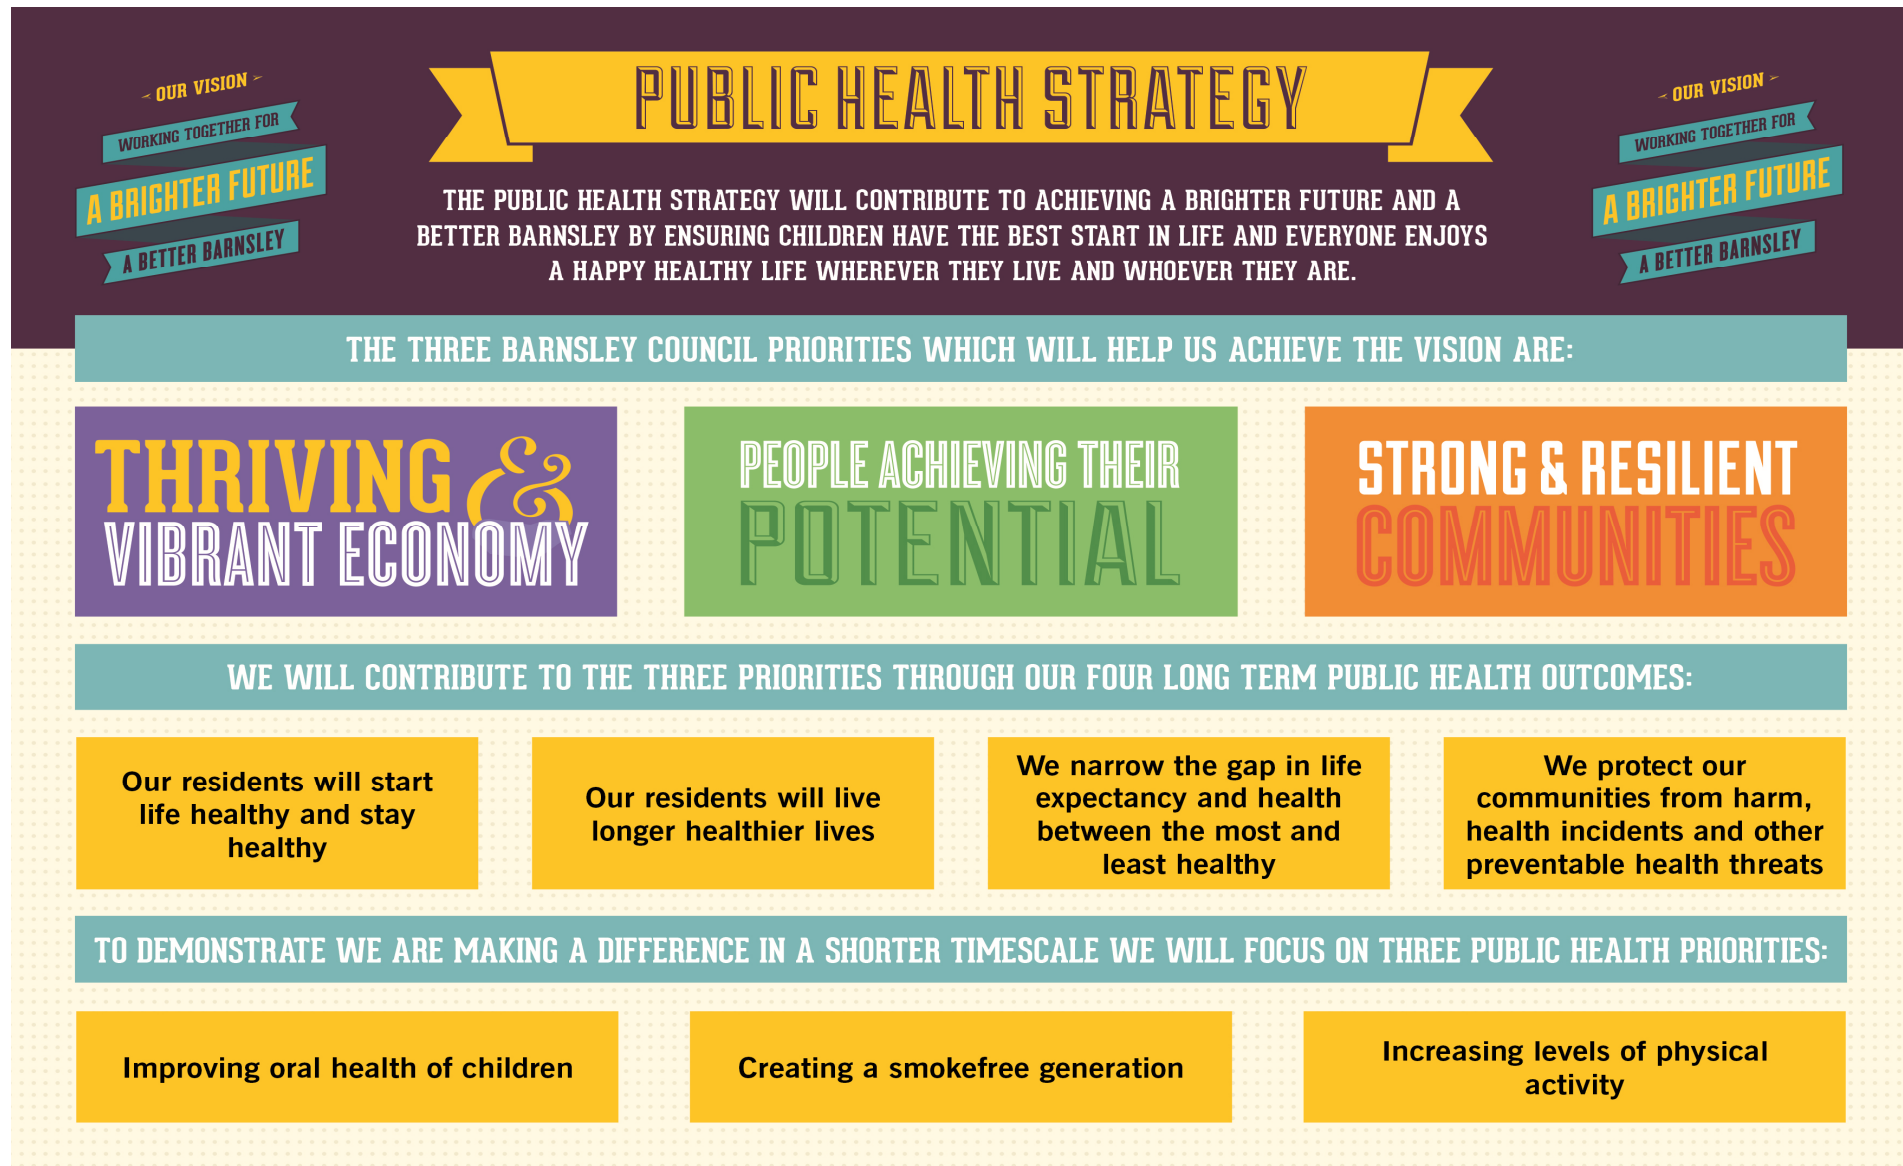 OUR VISION
WORKING TOGETHER FOR
A BRIGHTER FUTURE
A BETTER BARNSLEY
PUBLIC HEALTH STRATEGY
THE PUBLIC HEALTH STRATEGY WILL CONTRIBUTE TO ACHIEVING A BRIGHTER FUTURE AND A
BETTER BARNSLEY BY ENSURING CHILDREN HAVE THE BEST START IN LIFE AND EVERYONE ENJOYS
A HAPPY HEALTHY LIFE WHEREVER THEY LIVE AND WHOEVER THEY ARE.
OUR VISION
WORKING TOGETHER FOR
A BRIGHTER FUTURE
A BETTER BARNSLEY
THE THREE BARNSLEY COUNCIL PRIORITIES WHICH WILL HELP US ACHIEVE THE VISION ARE:
THRIVING &
VIBRANT ECONOMY
PEOPLE ACHIEVING THEIR
POTENTIAL
STRONG & RESILIENT
COMMUNITIES
WE WILL CONTRIBUTE TO THE THREE PRIORITIES THROUGH OUR FOUR LONG TERM PUBLIC HEALTH OUTCOMES:
Our residents will start
life healthy and stay
healthy
Our residents will live
longer healthier lives
We narrow the gap in life
expectancy and health
between the most and
least healthy
We protect our
communities from harm,
health incidents and other
preventable health threats
TO DEMONSTRATE WE ARE MAKING A DIFFERENCE IN A SHORTER TIMESCALE WE WILL FOCUS ON THREE PUBLIC HEALTH PRIORITIES:
Improving oral health of children
Creating a smokefree generation
Increasing levels of physical
activity